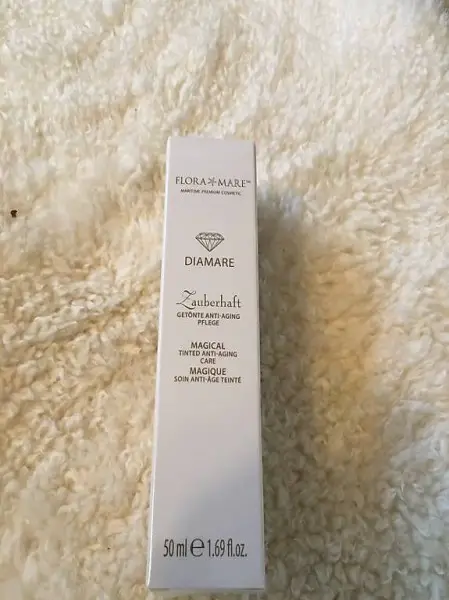 FLORA MARE™
MARITIME PREMIUM COSMETIC
DIAMARE
Zauberhaft
GETÖNTE ANTI-AGING
PFLEGE
MAGICAL
TINTED ANTI-AGING
CARE
MAGIQUE
SOIN ANTI-ÂGE TEINTÉ
50 ml ℮ 1.69 fl.oz.